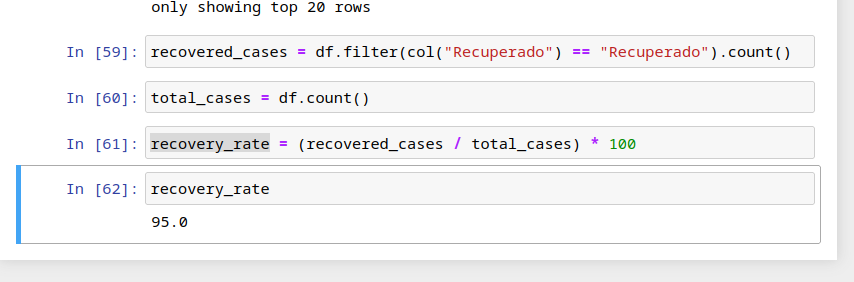 only showing top 20 rows
In [59]: recovered_cases = df.filter(col("Recuperado") == "Recuperado").count()
In [60]: total_cases = df.count()
In [61]: recovery_rate = (recovered_cases / total_cases) * 100
In [62]: recovery_rate
95.0